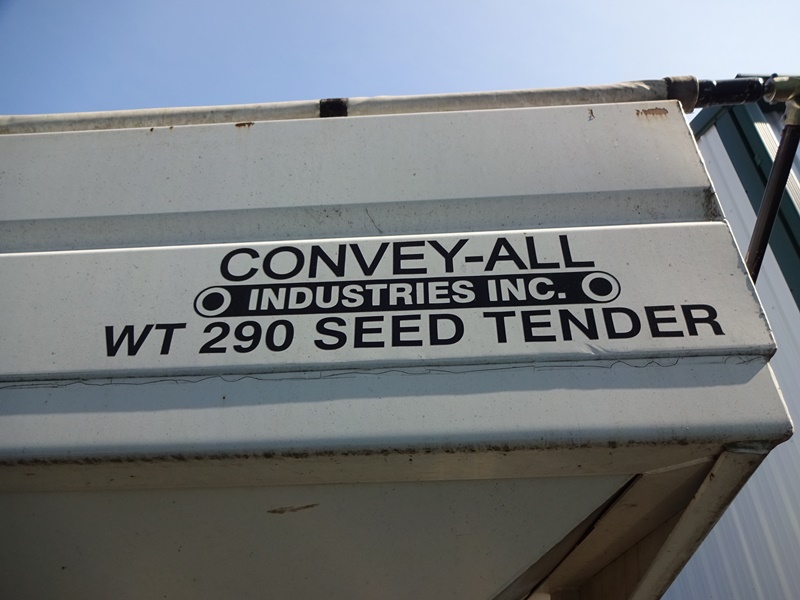 CONVEY-ALL
INDUSTRIES INC.
WT 290 SEED TENDER